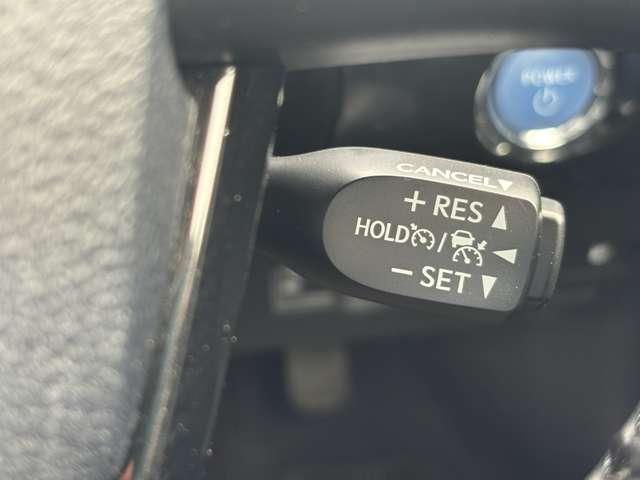 POWER
CANCEL▼
+ RES ▲
HOLD / ◀
− SET ▼